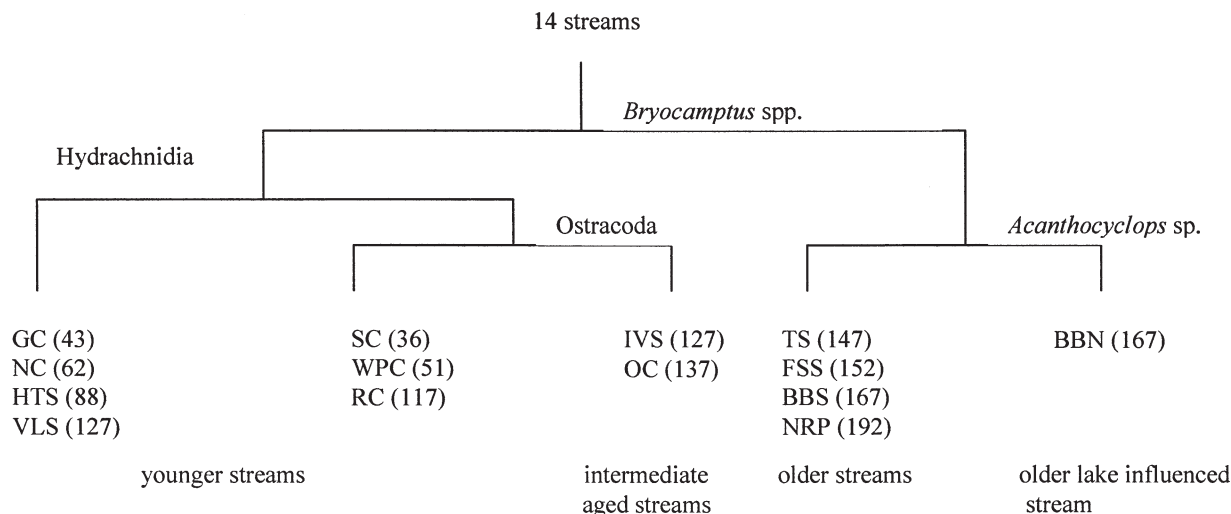 14 streams
Bryocamptus spp.
Hydrachnidia
Ostracoda
Acanthocyclops sp.
GC (43)
NC (62)
HTS (88)
VLS (127)
SC (36)
WPC (51)
RC (117)
IVS (127)
OC (137)
TS (147)
FSS (152)
BBS (167)
NRP (192)
BBN (167)
younger streams
intermediate
aged streams
older streams
older lake influenced
stream